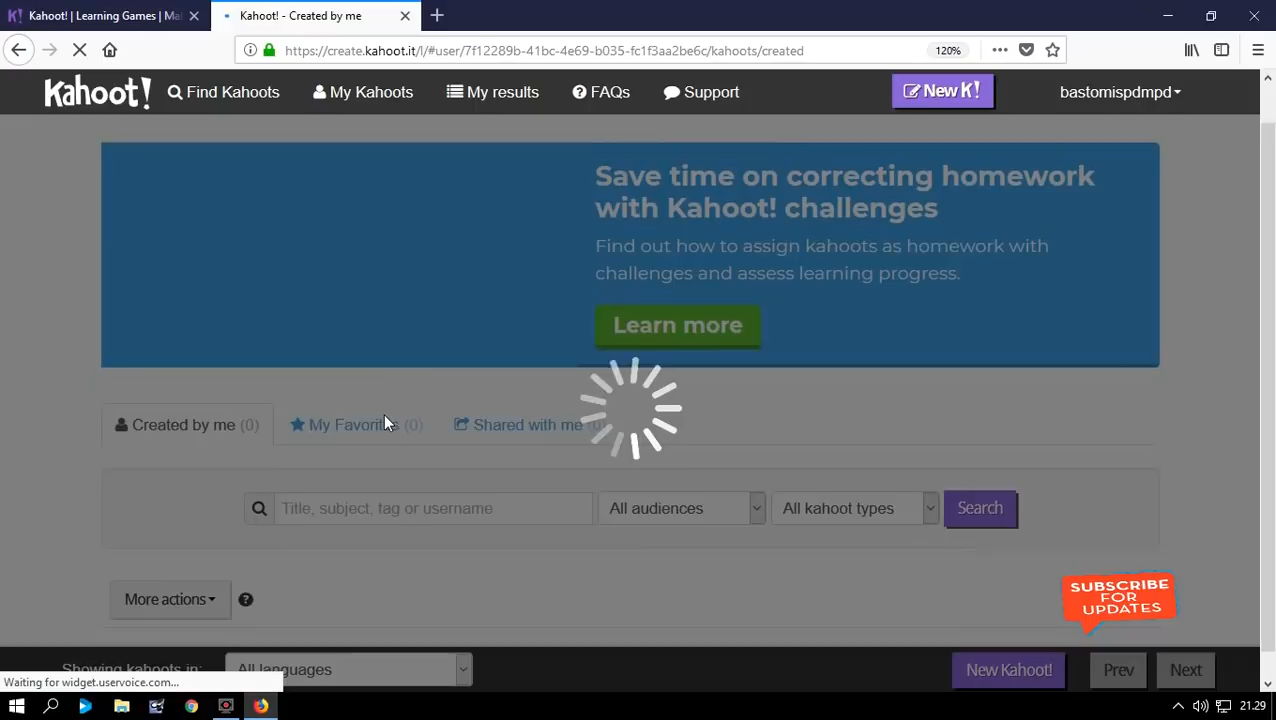 Kahoot! | Learning Games | Ma
Kahoot! - Created by me
https://create.kahoot.it/l/#user/7f12289b-41bc-4e69-b035-fc1f3aa2be6c/kahoots/created
120%
Kahoot!
Find Kahoots
My Kahoots
My results
FAQs
Support
New K!
bastomispdmpd
Save time on correcting homework
with Kahoot! challenges
Find out how to assign kahoots as homework with
challenges and assess learning progress.
Learn more
Created by me (0)
My Favorites (0)
Shared with me (0)
Title, subject, tag or username
All audiences
All kahoot types
Search
More actions
SUBSCRIBE
FOR
UPDATES
Showing kahoots in:
All languages
New Kahoot!
Prev
Next
Waiting for widget.uservoice.com...
21.29